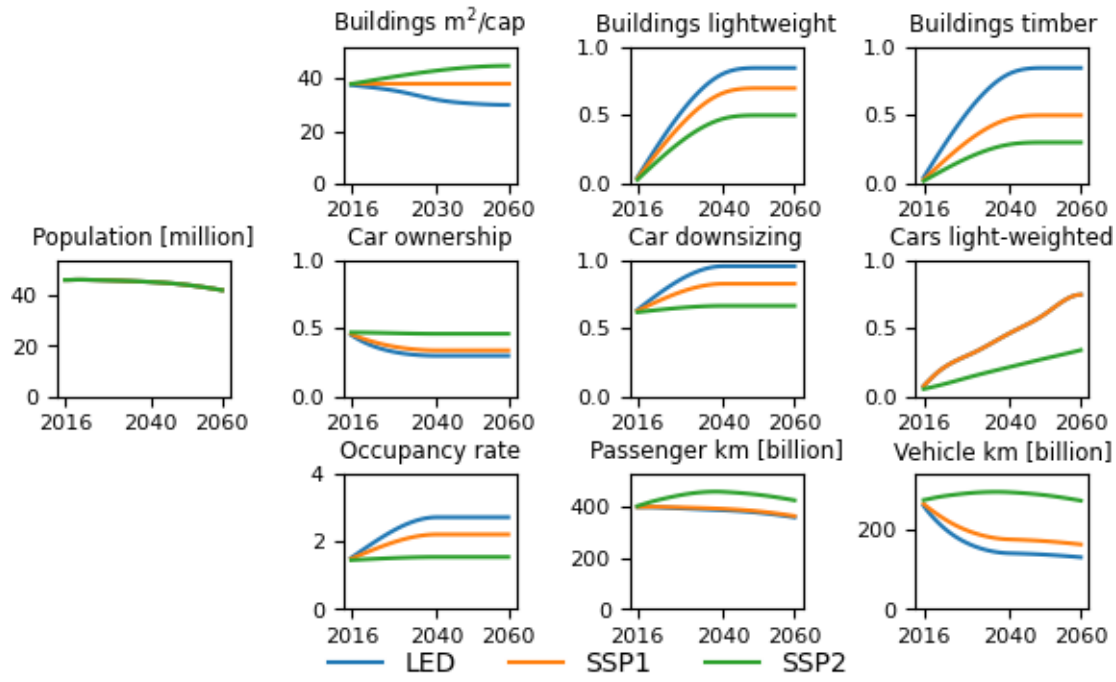 Buildings m²/cap
40
20
0
2016 2030 2060
Buildings lightweight
1.0
0.5
0.0
2016 2040 2060
Buildings timber
1.0
0.5
0.0
2016 2040 2060
Population [million]
40
20
0
2016 2040 2060
Car ownership
1.0
0.5
0.0
2016 2040 2060
Car downsizing
1.0
0.5
0.0
2016 2040 2060
Cars light-weighted
1.0
0.5
0.0
2016 2040 2060
Occupancy rate
4
2
0
2016 2040 2060
Passenger km [billion]
400
200
0
2016 2040 2060
Vehicle km [billion]
200
0
2016 2040 2060
LED SSP1 SSP2